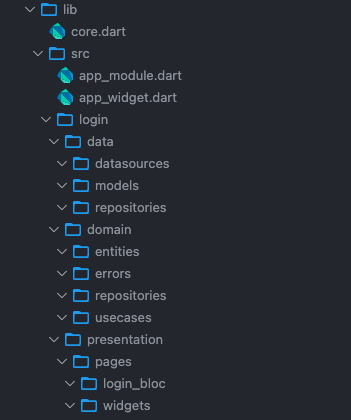 lib
core.dart
src
app_module.dart
app_widget.dart
login
data
datasources
models
repositories
domain
entities
errors
repositories
usecases
presentation
pages
login_bloc
widgets